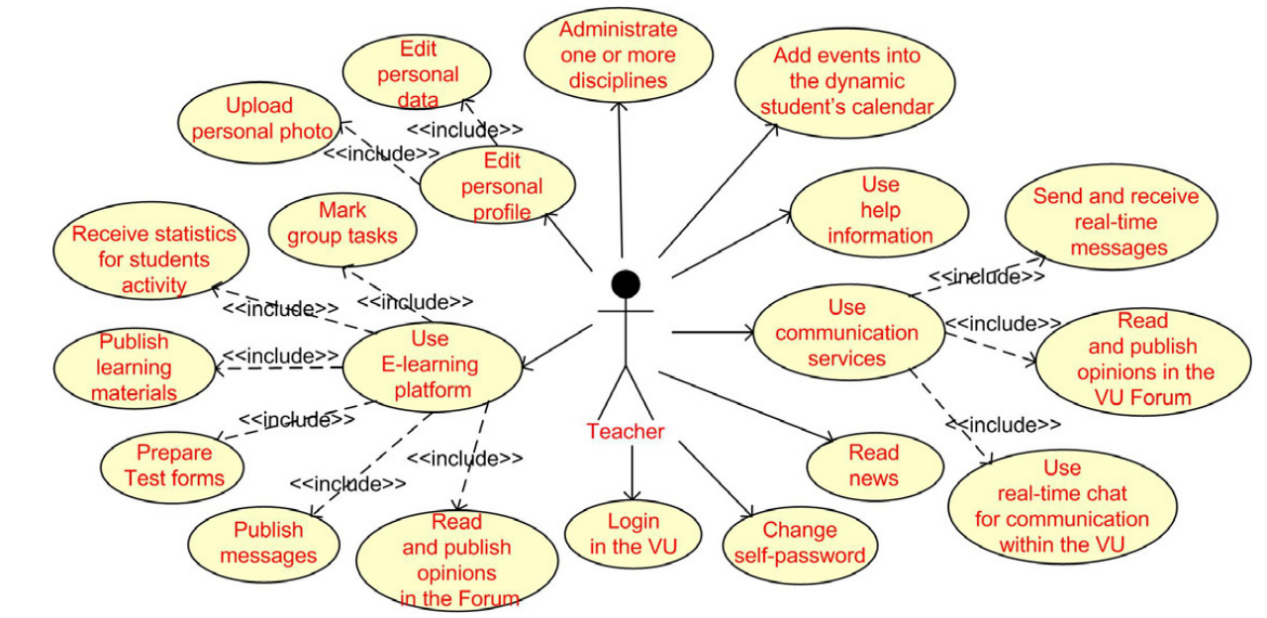 Administrate
one or more
disciplines
Edit
personal
data
Add events into
the dynamic
student's calendar
Upload
personal photo
<<include>>
<<include>>
Edit
personal
profile
Use
help
information
Send and receive
real-time
messages
Mark
group tasks
Receive statistics
for students
activity
<<include>>
<<include>>
<<include>>
Use
communication
services
<<include>>
Read
and publish
opinions in the
VU Forum
Publish
learning
materials
<<include>>
Use
E-learning
platform
<<include>>
<<include>>
Teacher
Prepare
Test forms
<<include>>
<<include>>
Read
news
Use
real-time chat
for communication
within the VU
Publish
messages
Read
and publish
opinions
in the Forum
Login
in the VU
Change
self-password